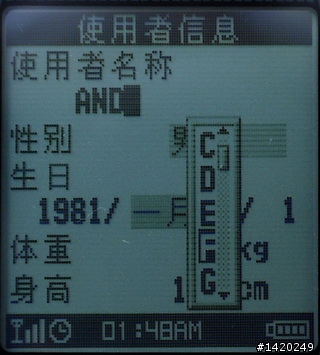 使用者信息
使用者名称
AND
性别
C
D
E
F
G
生日
1981/ 一月 / 1
体重 kg
身高 1 cm
01:48AM
#1420249